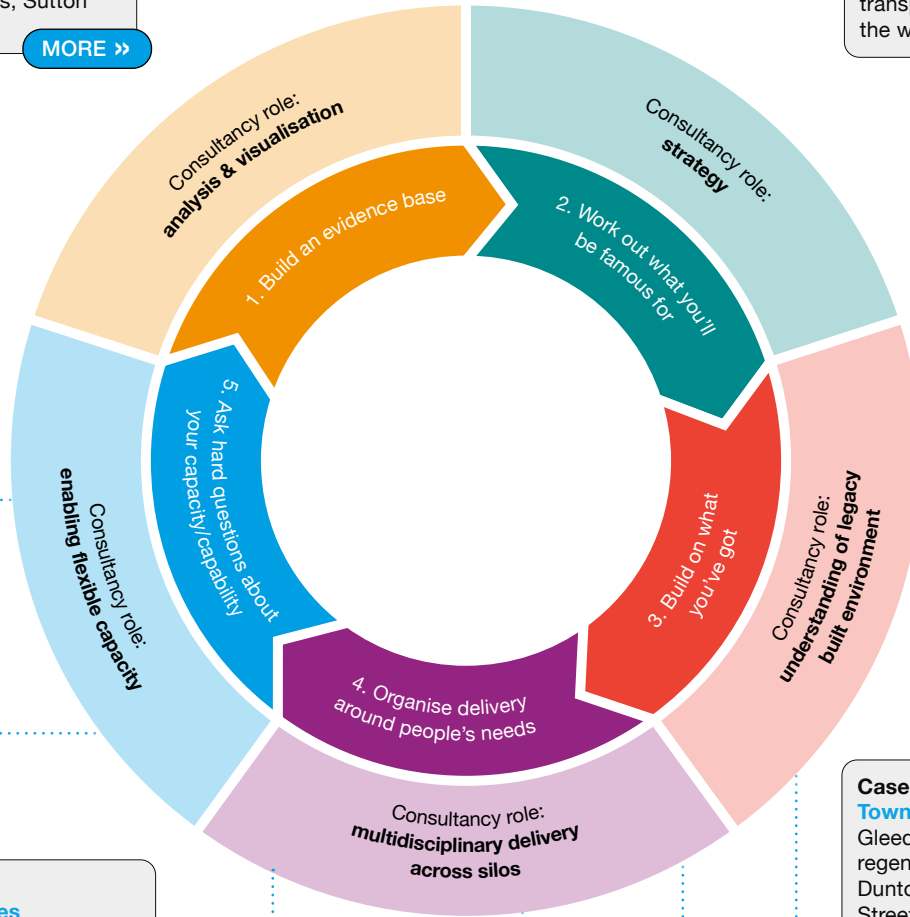 Sutton
MORE »
the w
Consultancy role:
analysis & visualisation
1. Build an evidence base
Consultancy role:
strategy
2. Work out what you’ll
be famous for
Consultancy role:
understanding of legacy
built environment
3. Build on what
you’ve got
4. Organise delivery
around people’s needs
Consultancy role:
multidisciplinary delivery
across silos
5. Ask hard questions about
your capacity/capability
Consultancy role:
enabling flexible capacity
Case
Town
Gleed
regen
Dunto
Street
es